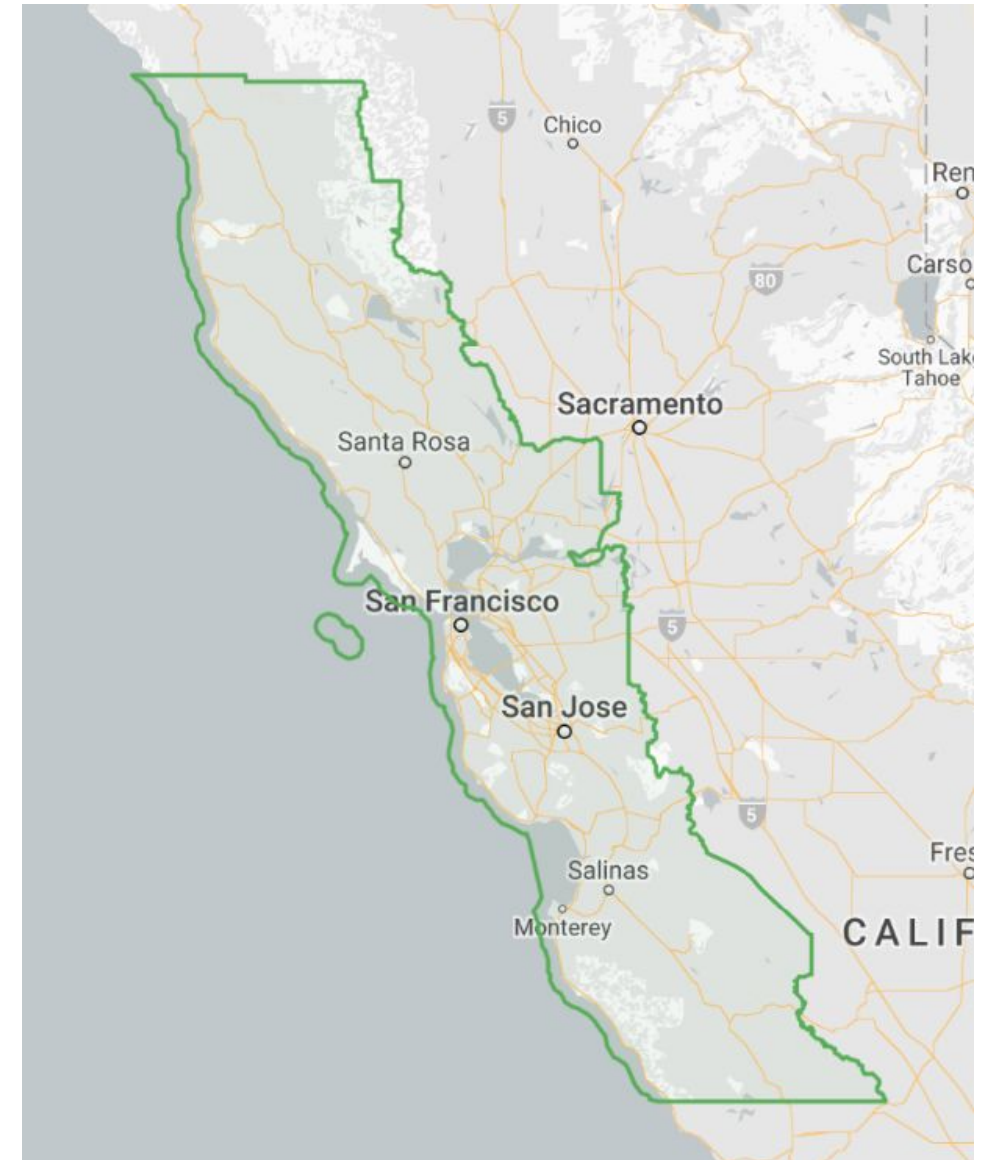 5
Chico
Ren
80
Carso
South Lake
Tahoe
Sacramento
Santa Rosa
San Francisco
5
San Jose
5
Fres
Salinas
CALIF
Monterey